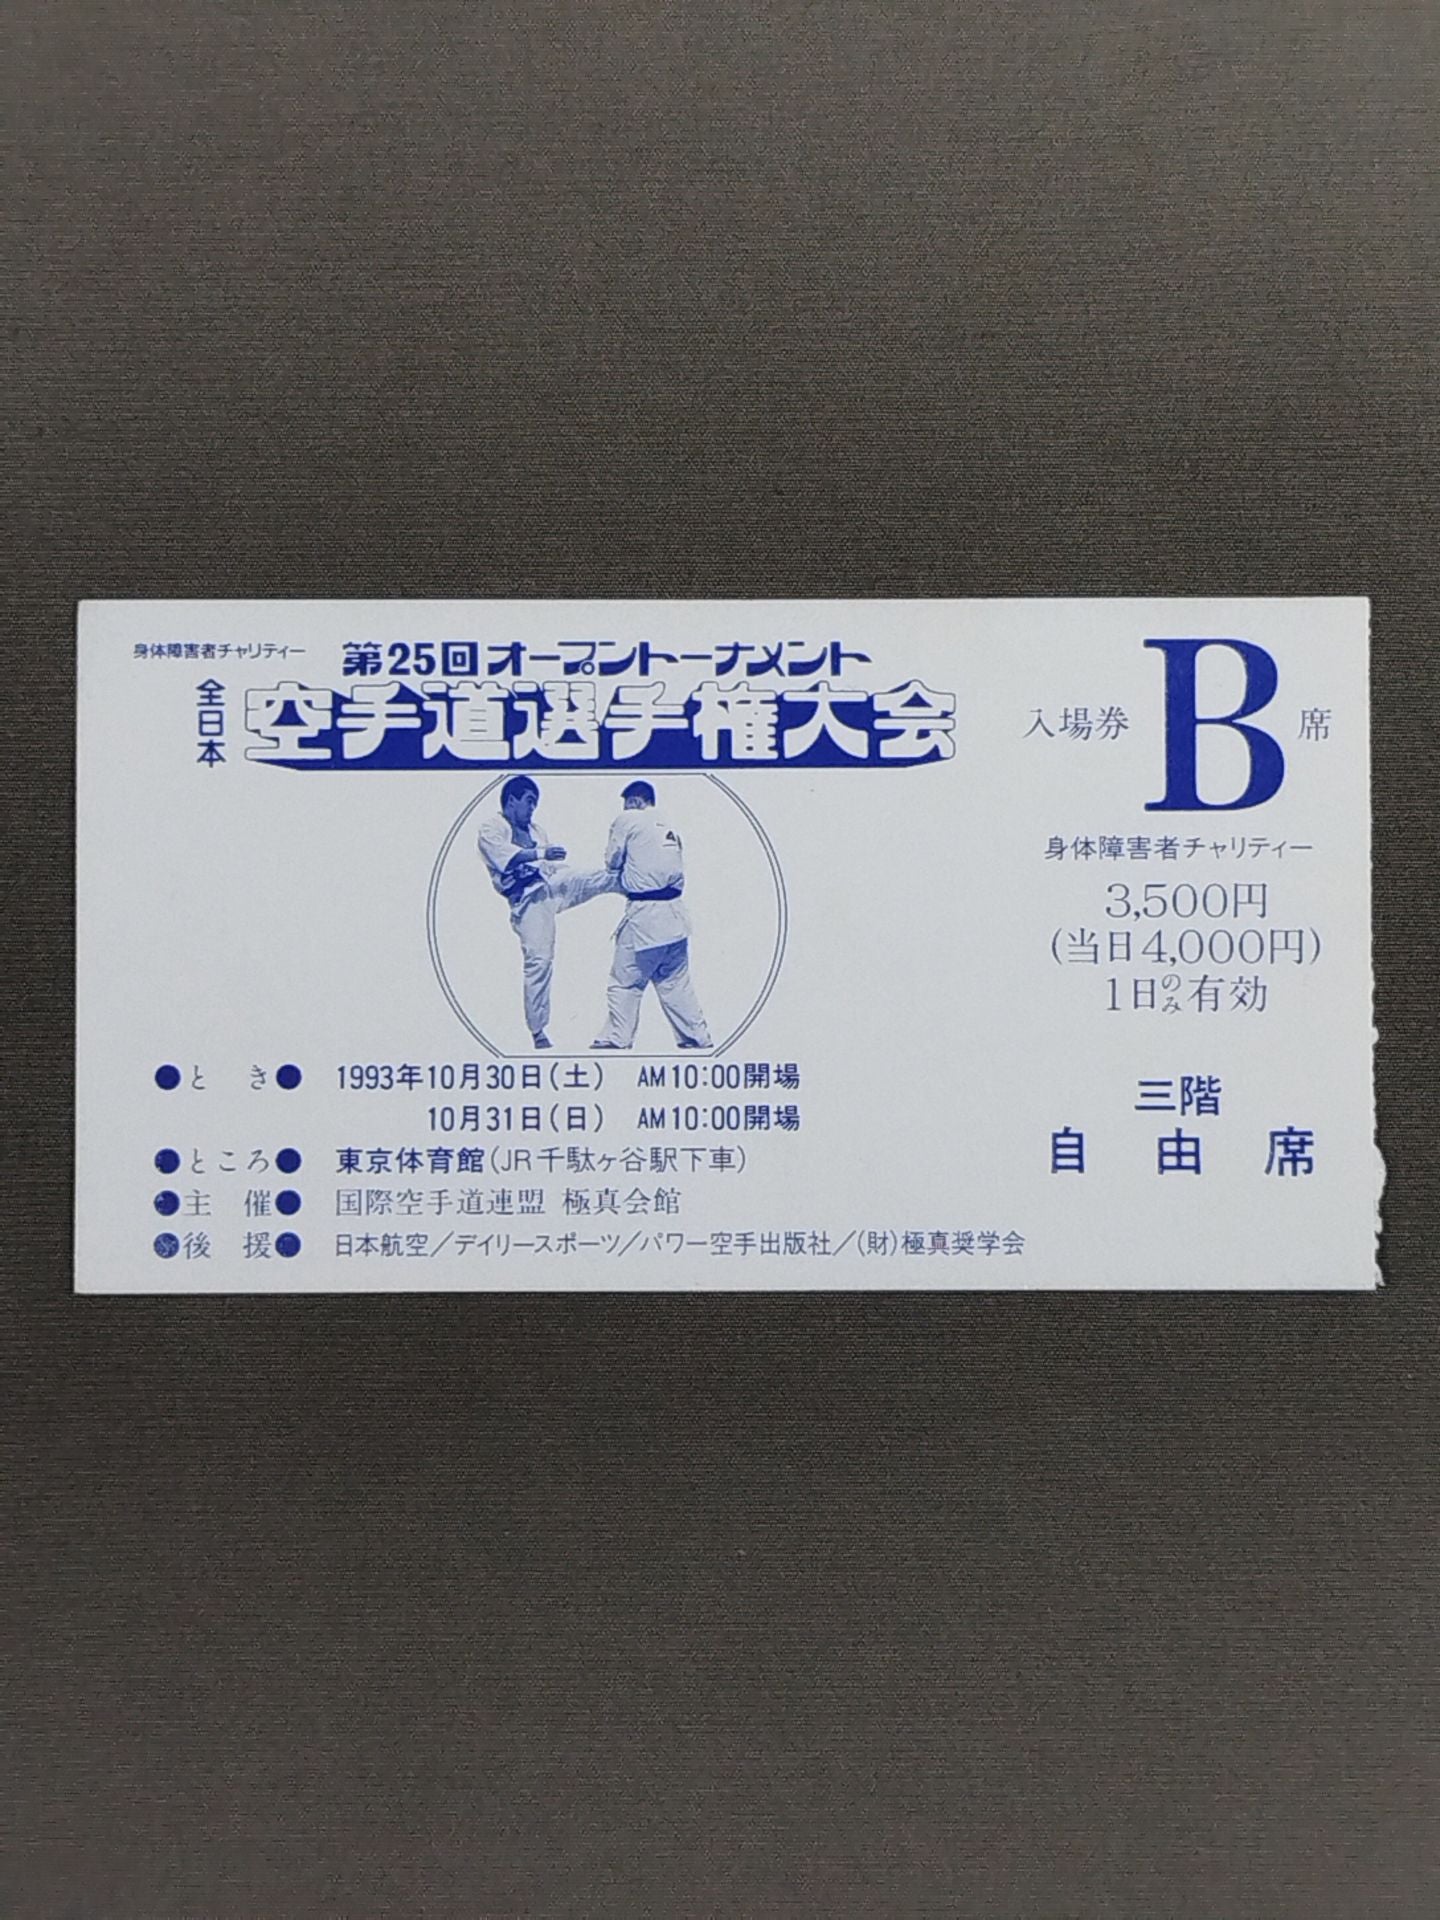 身体障害者チャリティー
第25回オープントーナメント
全日本
空手道選手権大会
●とき● 1993年10月30日(土) AM10:00開場
10月31日(日) AM10:00開場
●ところ● 東京体育館(JR千駄ヶ谷駅下車)
●主催● 国際空手道連盟 極真会館
●後援● 日本航空／デイリースポーツ／パワー空手出版社／(財)極真奨学会
入場券 B 席
身体障害者チャリティー
3,500円
(当日4,000円)
1日のみ有効
三階
自由席